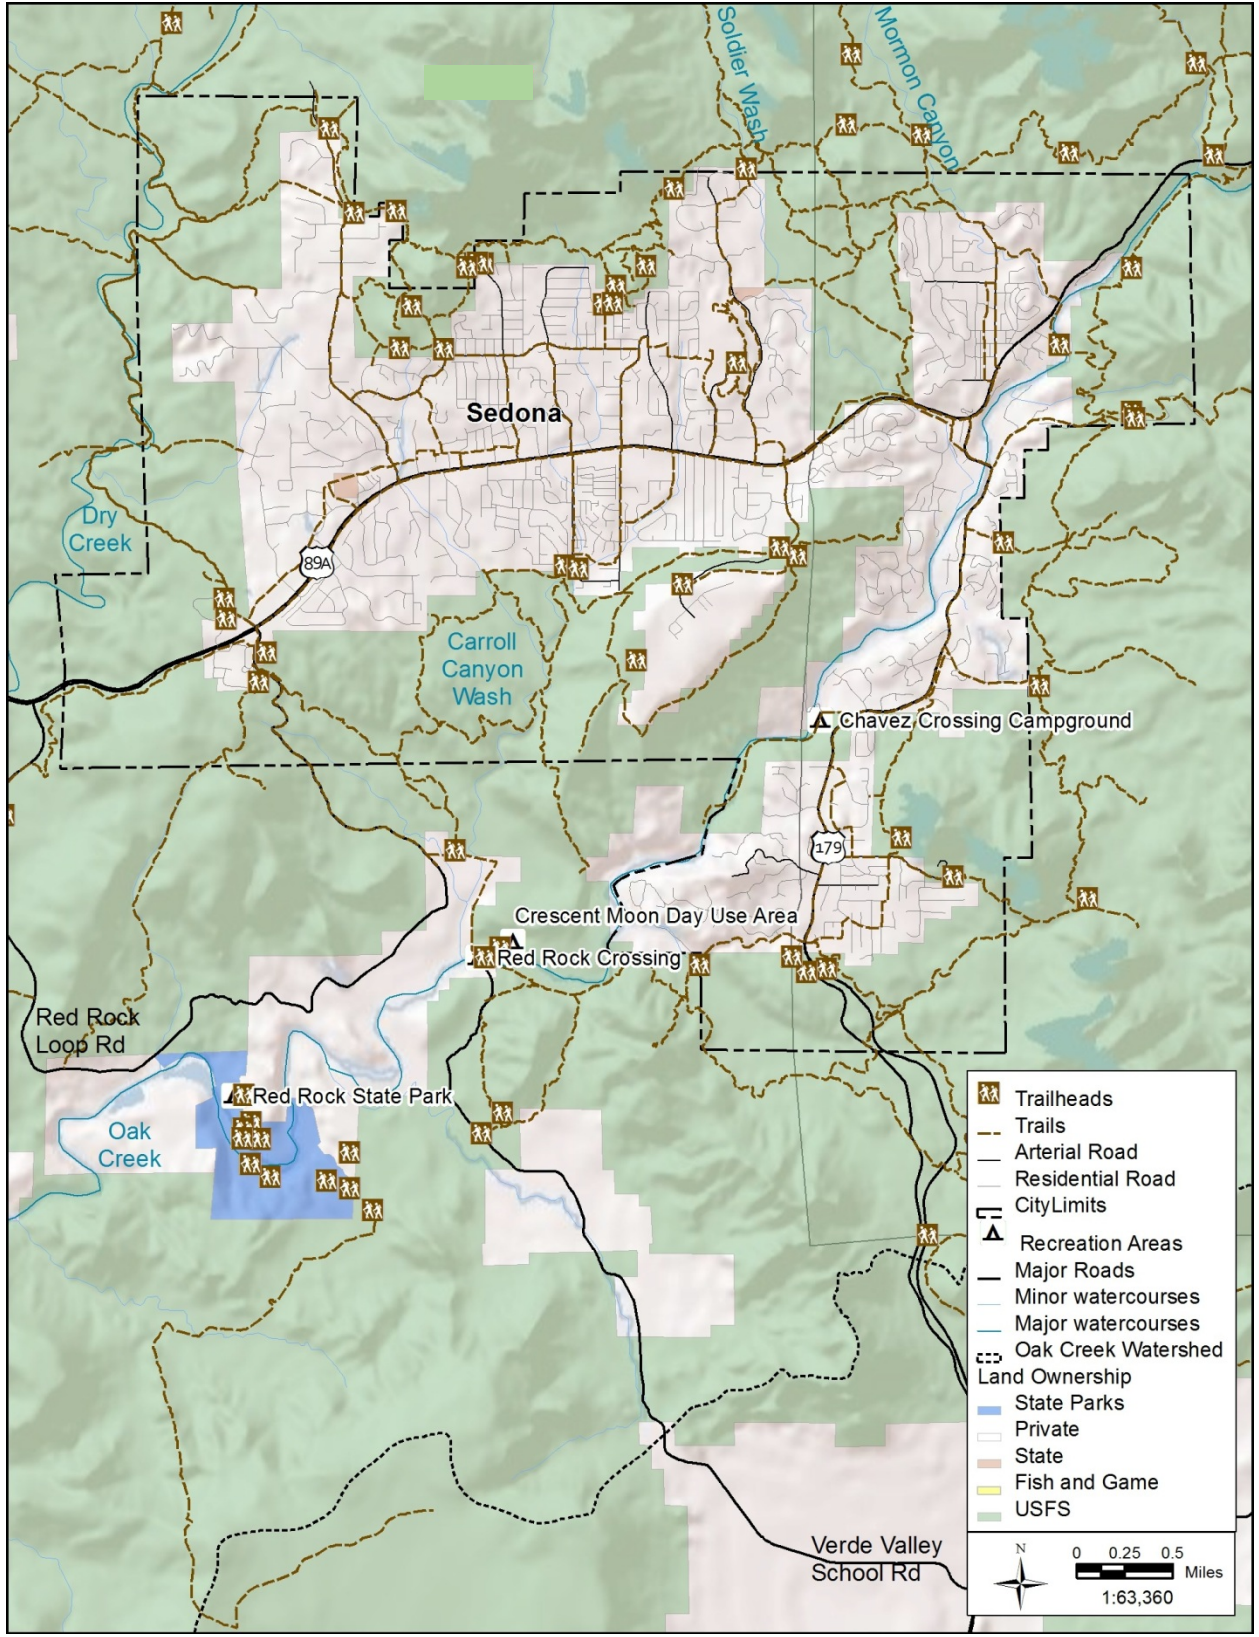 Soldier Wash
Mormon Canyon
Sedona
Dry
Creek
89A
Carroll
Canyon
Wash
Chavez Crossing Campground
179
Crescent Moon Day Use Area
Red Rock Crossing
Red Rock
Loop Rd
Red Rock State Park
Oak
Creek
Verde Valley
School Rd
Trailheads
Trails
Arterial Road
Residential Road
CityLimits
Recreation Areas
Major Roads
Minor watercourses
Major watercourses
Oak Creek Watershed
Land Ownership
State Parks
Private
State
Fish and Game
USFS
N
0 0.25 0.5
Miles
1:63,360